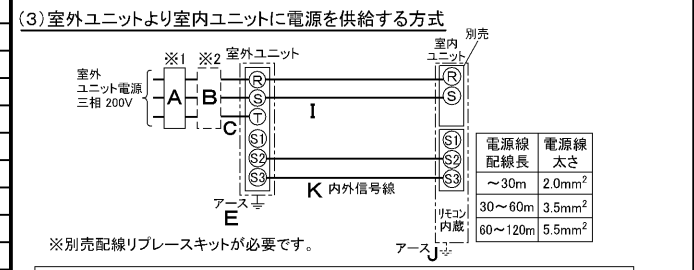 (3)室外ユニットより室内ユニットに電源を供給する方式
別売
※1 ※2 室外ユニット
室内
ユニット
室外
ユニット電源
三相 200V
A
B
C
R
S
T
S1
S2
S3
I
R
S
S1
S2
S3
K 内外信号線
アース
E
リモコン
内蔵
アース
J
電源線
配線長
電源線
太さ
～30m 2.0mm²
30～60m 3.5mm²
60～120m 5.5mm²
※別売配線リプレースキットが必要です。